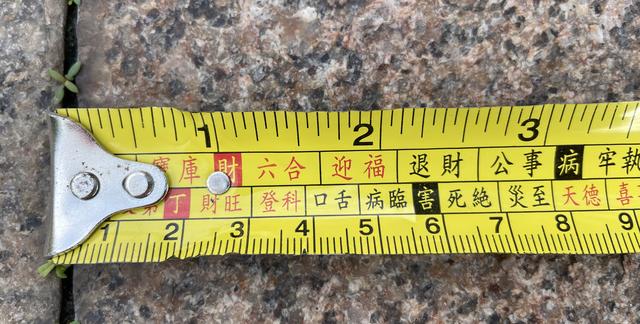 1 2 3
寶庫 財 六合 迎福 退財 公事 病 牢執
第 丁 財旺 登科 口舌 病臨 害 死絶 災至 天德 喜
1 2 3 4 5 6 7 8 9